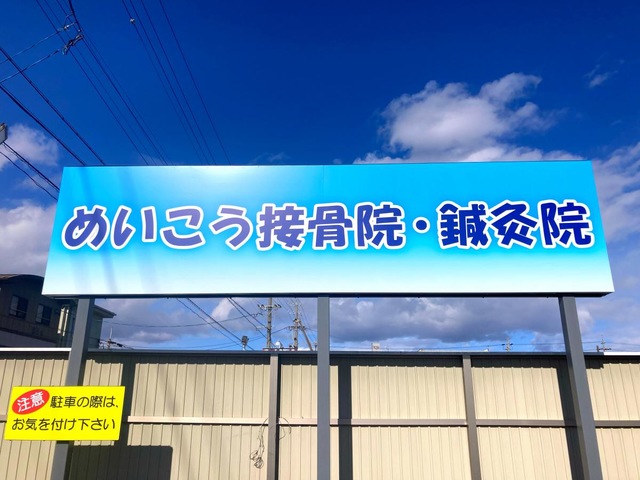 めいこう接骨院・鍼灸院
注意 駐車の際は、
お気を付け下さい